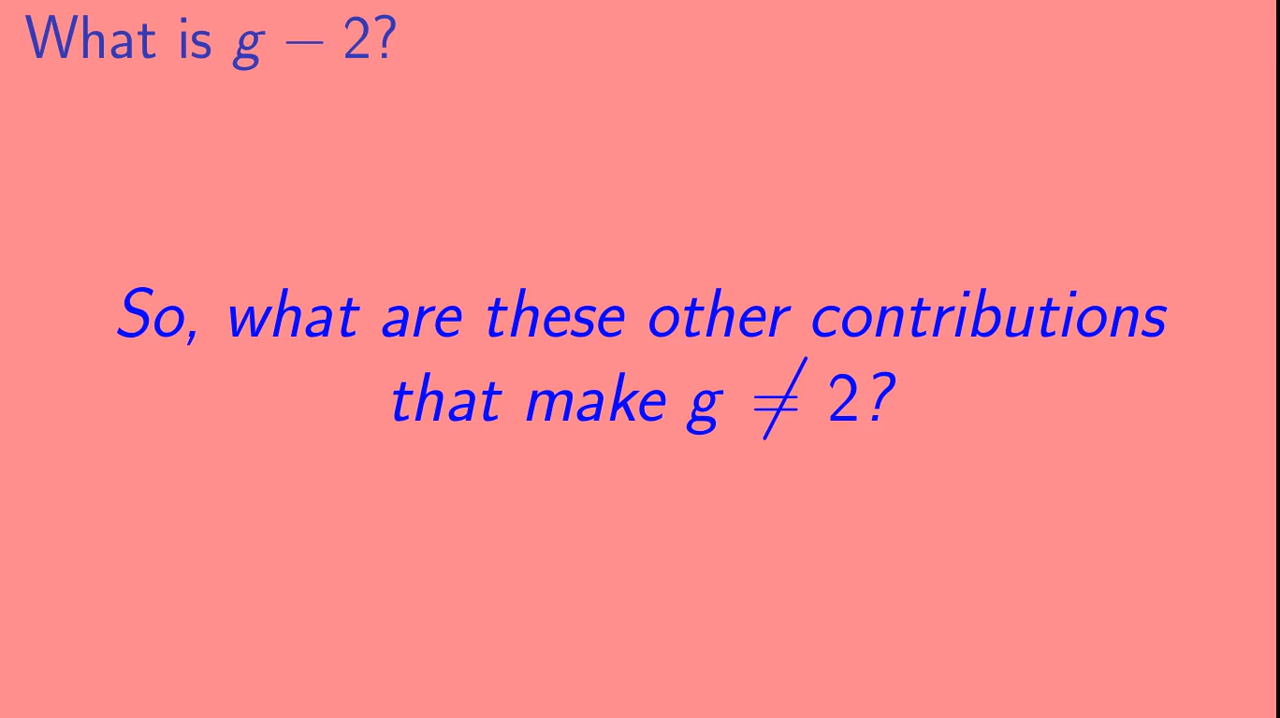 What is g − 2?
So, what are these other contributions
that make g ≠ 2?